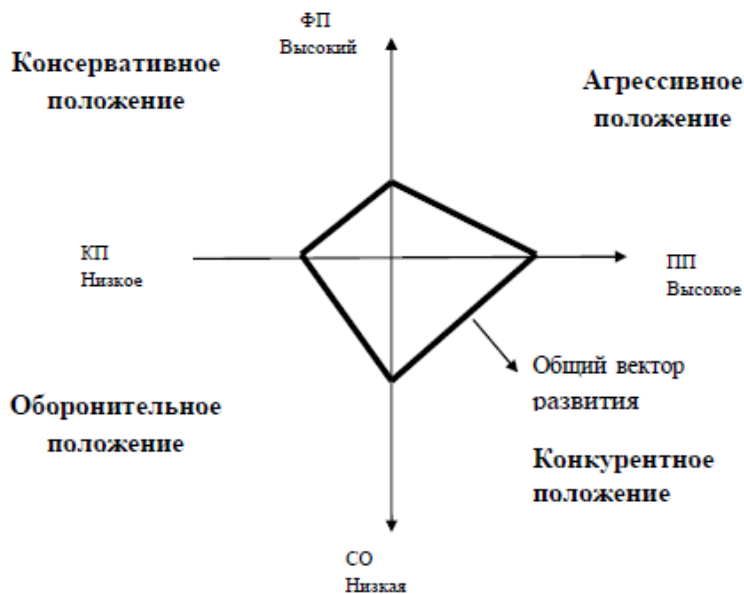 ФП
Высокий
Консервативное
положение
Агрессивное
положение
КП
Низкое
ПП
Высокое
Общий вектор
развития
Оборонительное
положение
Конкурентное
положение
СО
Низкая